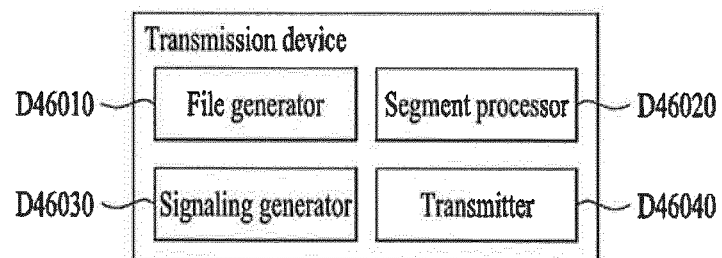 Transmission device
D46010 File generator Segment processor D46020
D46030 Signaling generator Transmitter D46040